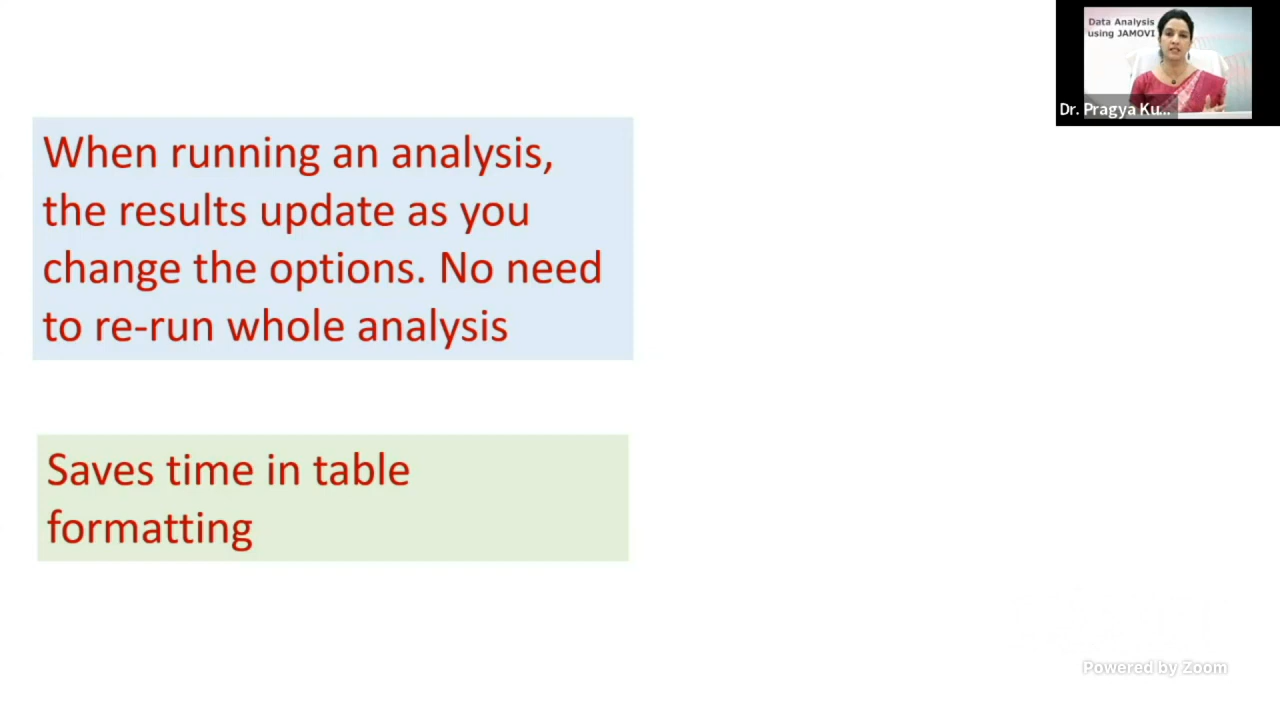 Data Analysis
using JAMOVI
Dr. Pragya Ku...
When running an analysis,
the results update as you
change the options. No need
to re-run whole analysis
Saves time in table
formatting
Powered by Zoom